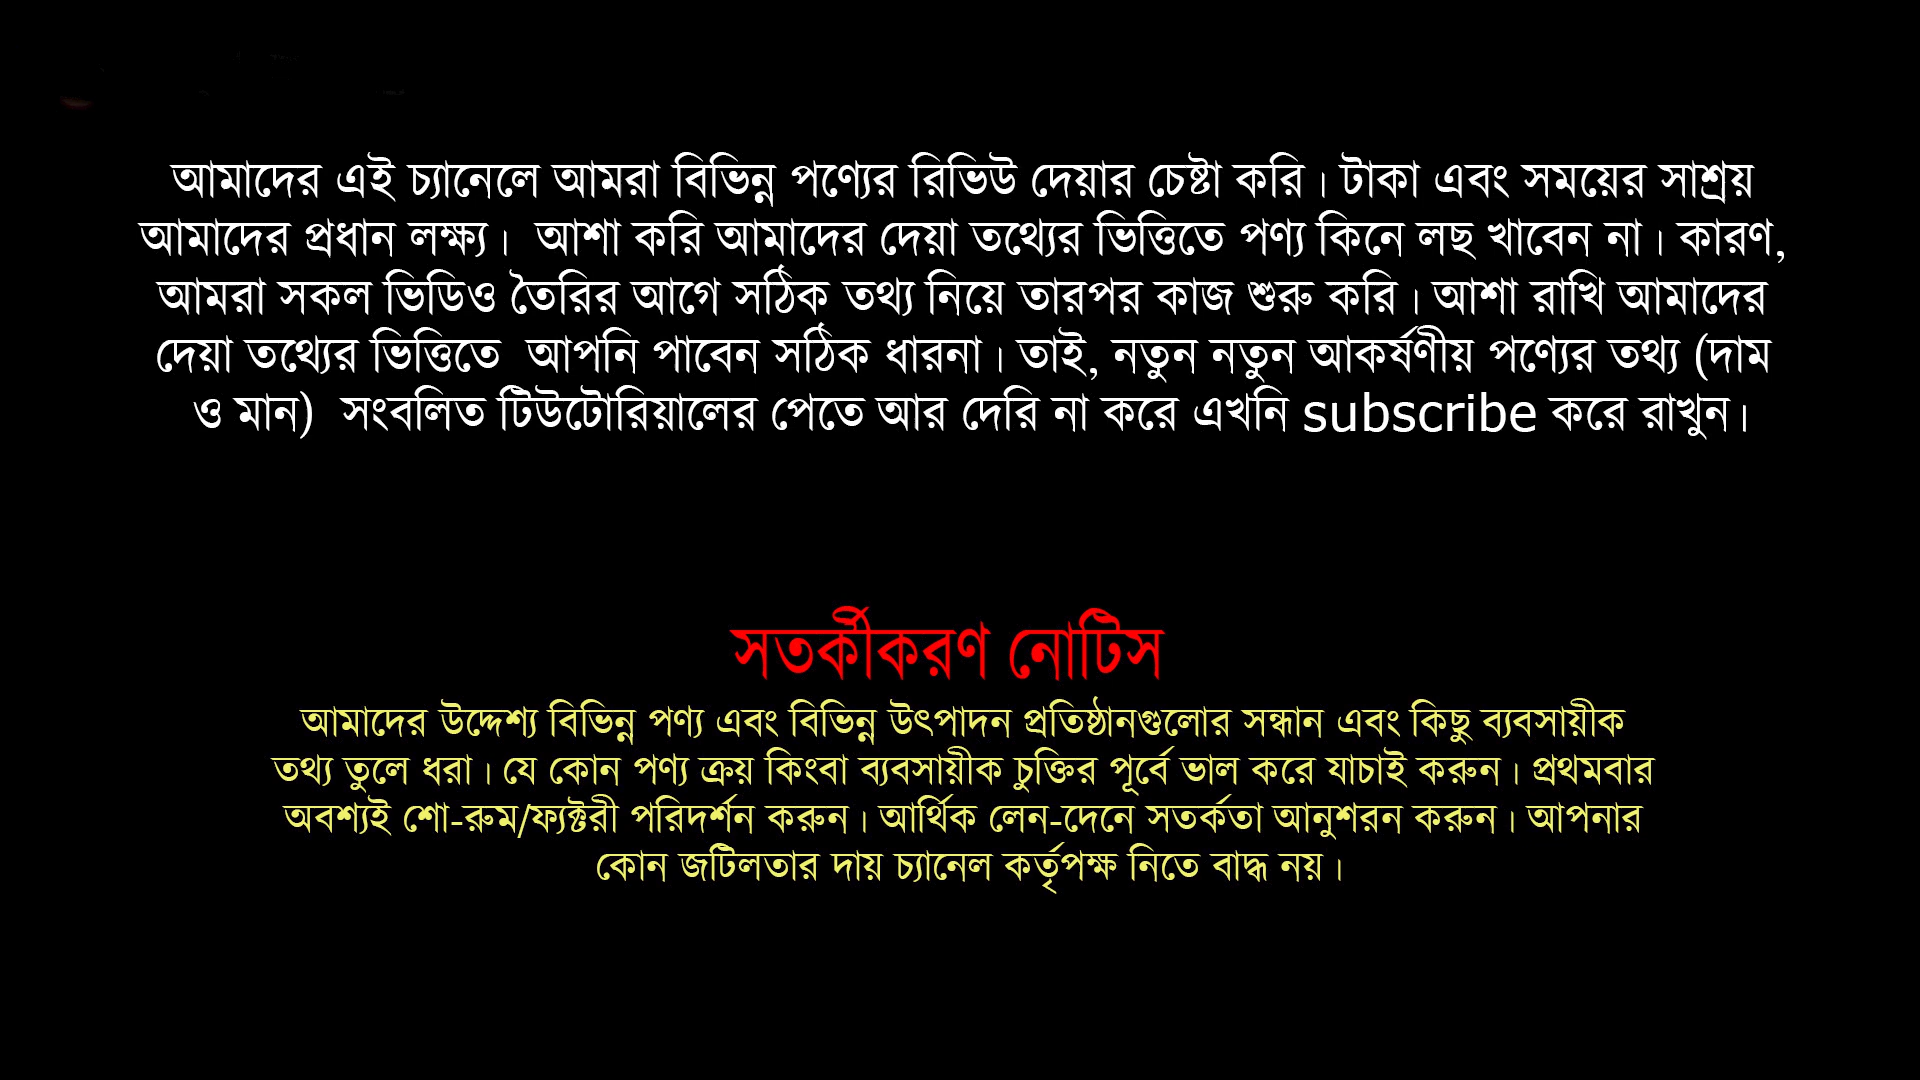 আমাদের এই চ্যানেলে আমরা বিভিন্ন পণ্যের রিভিউ দেয়ার চেষ্টা করি। টাকা এবং সময়ের সাশ্রয়
আমাদের প্রধান লক্ষ্য।  আশা করি আমাদের দেয়া তথ্যের ভিত্তিতে পণ্য কিনে লছ খাবেন না। কারণ,
আমরা সকল ভিডিও তৈরির আগে সঠিক তথ্য নিয়ে তারপর কাজ শুরু করি। আশা রাখি আমাদের
দেয়া তথ্যের ভিত্তিতে  আপনি পাবেন সঠিক ধারনা। তাই, নতুন নতুন আকর্ষণীয় পণ্যের তথ্য (দাম
ও মান)  সংবলিত টিউটোরিয়ালের পেতে আর দেরি না করে এখনি subscribe করে রাখুন।
সতর্কীকরণ নোটিস
আমাদের উদ্দেশ্য বিভিন্ন পণ্য এবং বিভিন্ন উৎপাদন প্রতিষ্ঠানগুলোর সন্ধান এবং কিছু ব্যবসায়ীক
তথ্য তুলে ধরা। যে কোন পণ্য ক্রয় কিংবা ব্যবসায়ীক চুক্তির পূর্বে ভাল করে যাচাই করুন। প্রথমবার
অবশ্যই শো-রুম/ফ্যক্টরী পরিদর্শন করুন। আর্থিক লেন-দেনে সতর্কতা আনুশরন করুন। আপনার
কোন জটিলতার দায় চ্যানেল কর্তৃপক্ষ নিতে বাদ্ধ নয়।